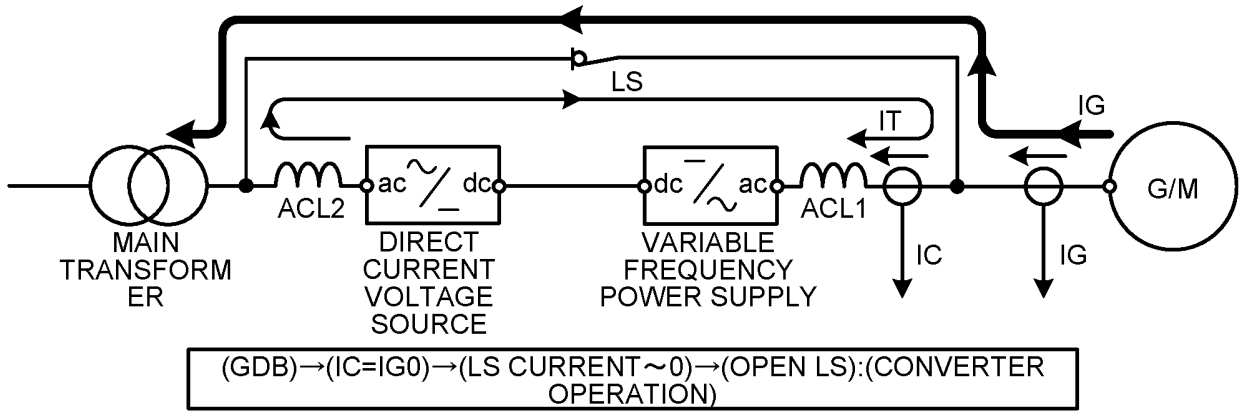 IG
LS
IT
ac
dc
dc
ac
G/M
ACL2
ACL1
MAIN
TRANSFORM
ER
DIRECT
CURRENT
VOLTAGE
SOURCE
VARIABLE
FREQUENCY
POWER SUPPLY
IC
IG
(GDB)→(IC=IG0)→(LS CURRENT~0)→(OPEN LS):(CONVERTER
OPERATION)